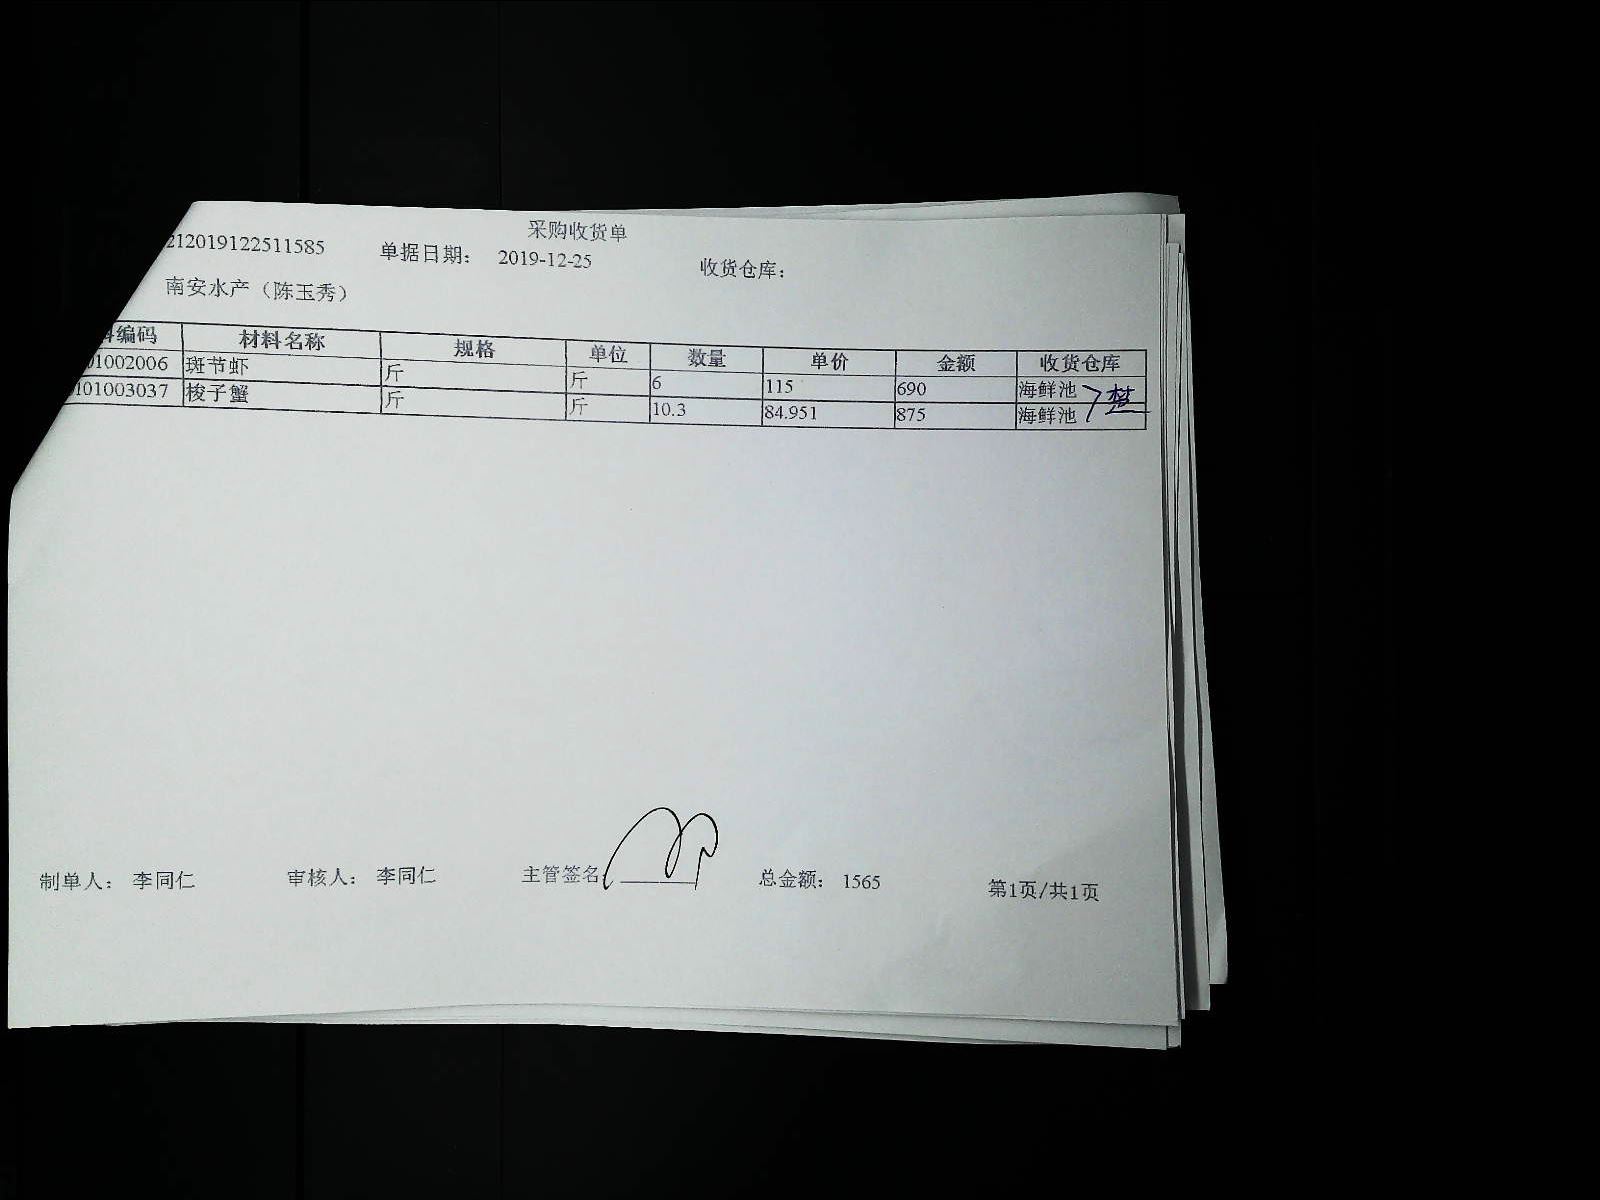 采购收货单
212019122511585 单据日期： 2019-12-25 收货仓库：
南安水产（陈玉秀）
编码 材料名称 规格 单位 数量 单价 金额 收货仓库
01002006 斑节虾 斤 斤 6 115 690 海鲜池
101003037 梭子蟹 斤 斤 10.3 84.951 875 海鲜池
制单人： 李同仁 审核人： 李同仁 主管签名 总金额： 1565 第1页/共1页